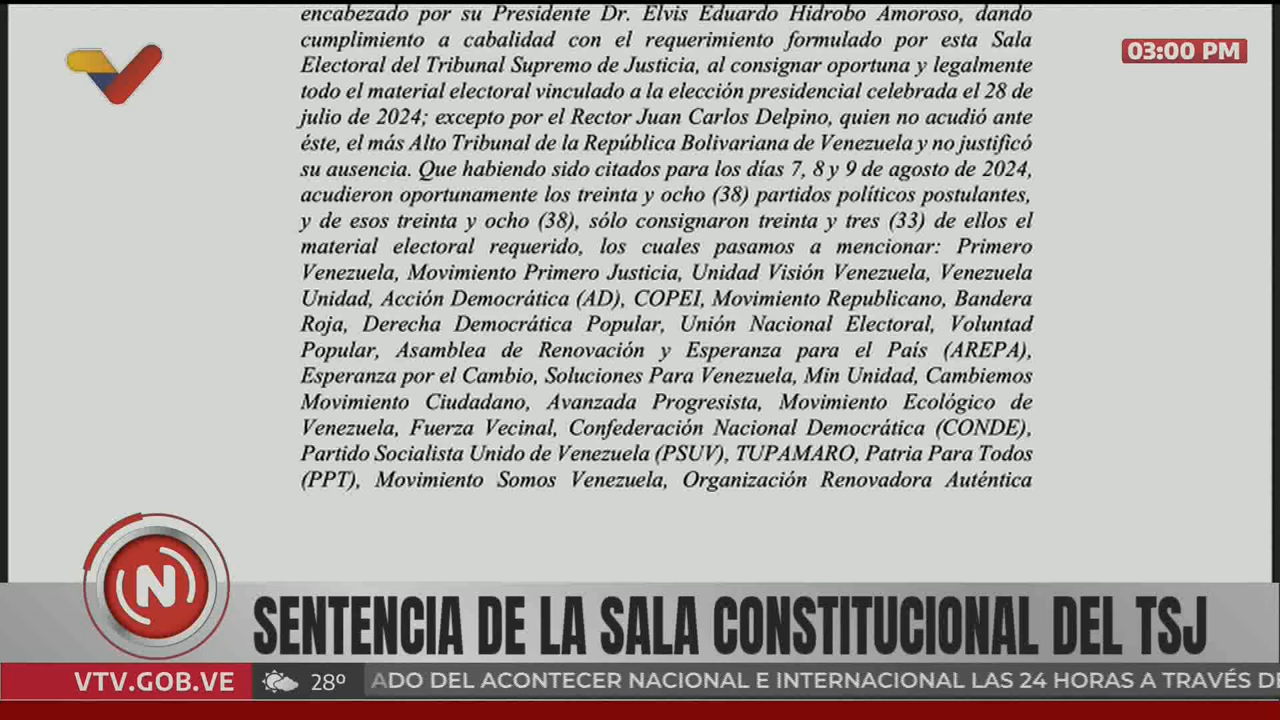 encabezado por su Presidente Dr. Elvis Eduardo Hidrobo Amoroso, dando
cumplimiento a cabalidad con el requerimiento formulado por esta Sala
Electoral del Tribunal Supremo de Justicia, al consignar oportuna y legalmente
todo el material electoral vinculado a la elección presidencial celebrada el 28 de
julio de 2024; excepto por el Rector Juan Carlos Delpino, quien no acudió ante
éste, el más Alto Tribunal de la República Bolivariana de Venezuela y no justificó
su ausencia. Que habiendo sido citados para los días 7, 8 y 9 de agosto de 2024,
acudieron oportunamente los treinta y ocho (38) partidos políticos postulantes,
y de esos treinta y ocho (38), sólo consignaron treinta y tres (33) de ellos el
material electoral requerido, los cuales pasamos a mencionar: Primero
Venezuela, Movimiento Primero Justicia, Unidad Visión Venezuela, Venezuela
Unidad, Acción Democrática (AD), COPEI, Movimiento Republicano, Bandera
Roja, Derecha Democrática Popular, Unión Nacional Electoral, Voluntad
Popular, Asamblea de Renovación y Esperanza para el País (AREPA),
Esperanza por el Cambio, Soluciones Para Venezuela, Min Unidad, Cambiemos
Movimiento Ciudadano, Avanzada Progresista, Movimiento Ecológico de
Venezuela, Fuerza Vecinal, Confederación Nacional Democrática (CONDE),
Partido Socialista Unido de Venezuela (PSUV), TUPAMARO, Patria Para Todos
(PPT), Movimiento Somos Venezuela, Organización Renovadora Auténtica
03:00 PM
N
SENTENCIA DE LA SALA CONSTITUCIONAL DEL TSJ
VTV.GOB.VE
28°
ADO DEL ACONTECER NACIONAL E INTERNACIONAL LAS 24 HORAS A TRAVÉS DE